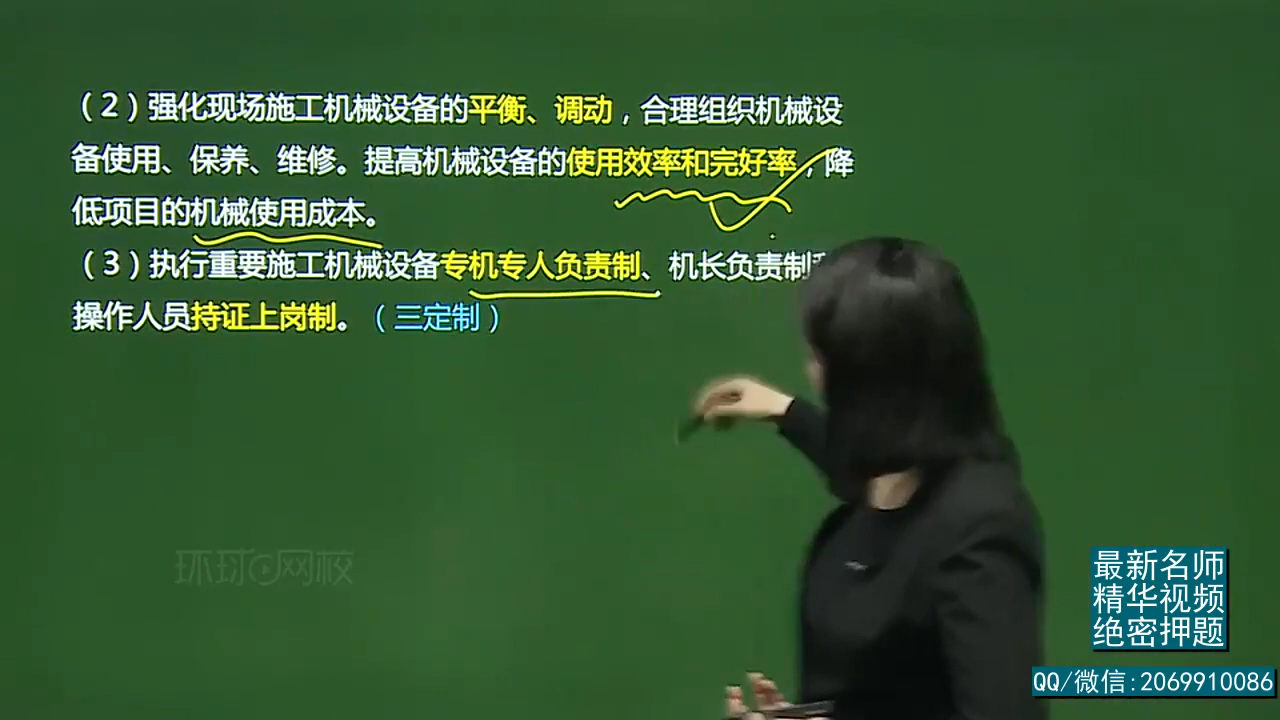 （2）强化现场施工机械设备的平衡、调动，合理组织机械设
备使用、保养、维修。提高机械设备的使用效率和完好率，降
低项目的机械使用成本。
（3）执行重要施工机械设备专机专人负责制、机长负责制
操作人员持证上岗制。（三定制）
环球网校
最新名师
精华视频
绝密押题
QQ/微信:2069910086